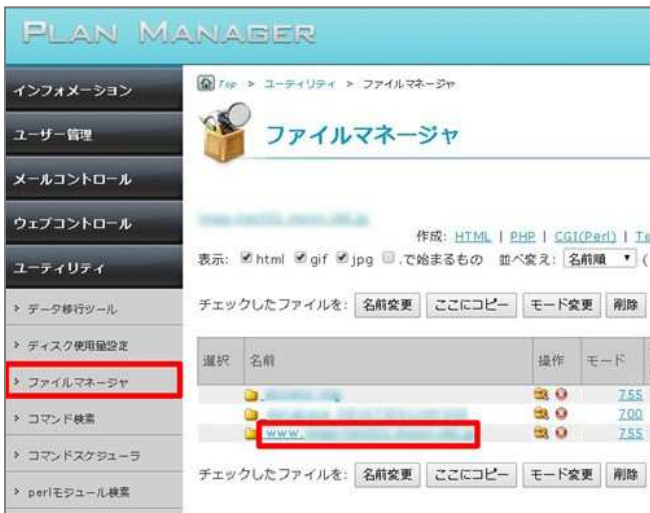 PLAN MANAGER
インフォメーション
ユーザー管理
メールコントロール
ウェブコントロール
ユーティリティ
› データ移行ツール
› ディスク使用量設定
› ファイルマネージャ
› コマンド検索
› コマンドスケジューラ
› perlモジュール検索
Top > ユーティリティ > ファイルマネージャ
ファイルマネージャ
作成: HTML | PHP | CGI(Perl) | Te
表示: html gif jpg .で始まるもの 並べ変え: 名前順 (
チェックしたファイルを: 名前変更 ここにコピー モード変更 削除
選択 名前 操作 モード
755
700
www. 755
チェックしたファイルを: 名前変更 ここにコピー モード変更 削除